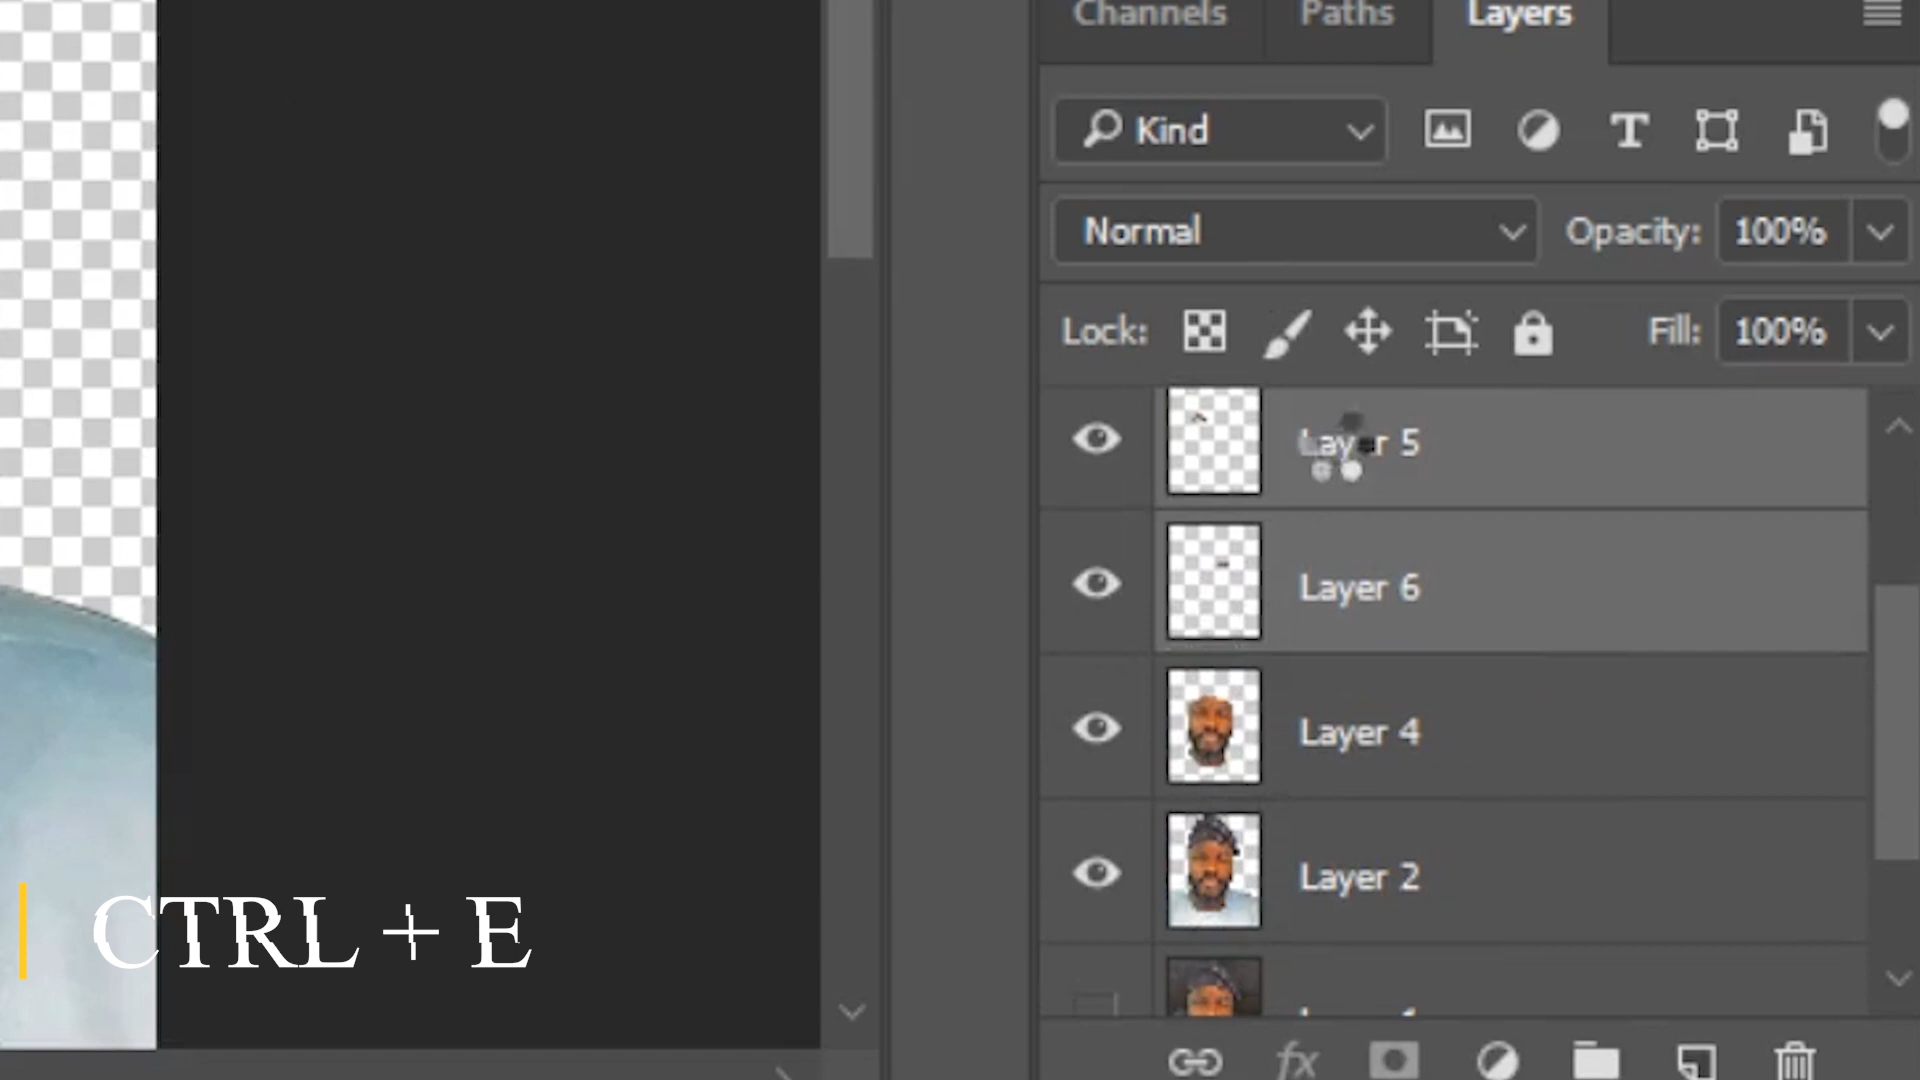 Channels Paths Layers
Kind
Normal Opacity: 100%
Lock: Fill: 100%
Layer 5
Layer 6
Layer 4
Layer 2
fx
CTRL + E